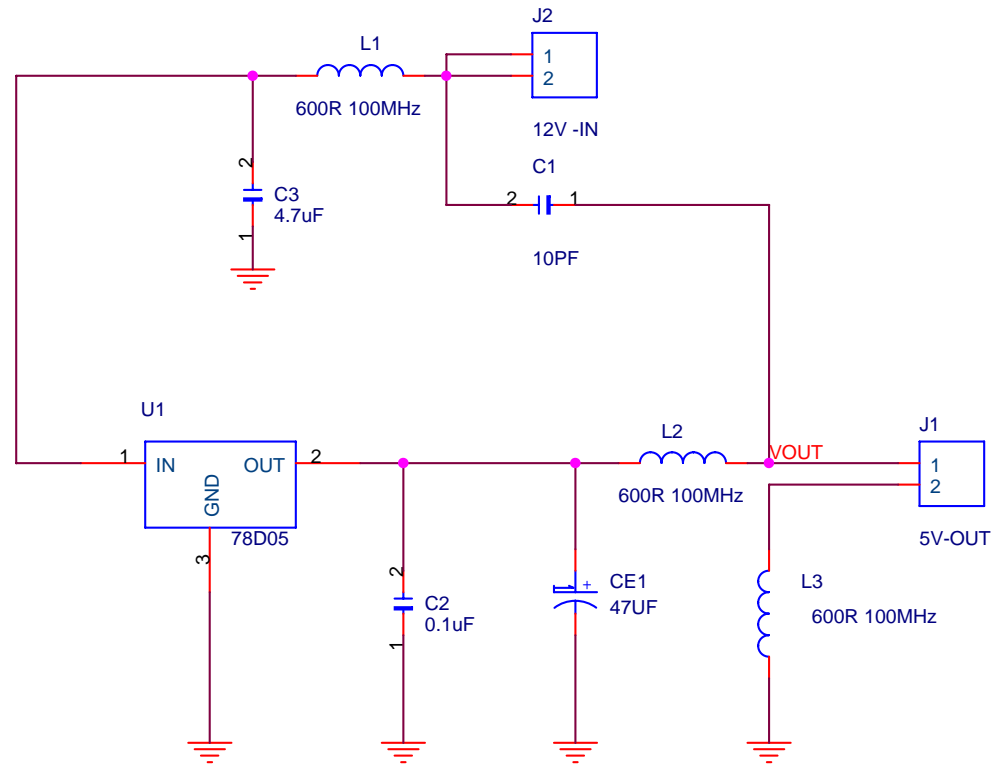 J2
L1
1
2
600R 100MHz
12V -IN
C1
2
C3
4.7uF
1
2
1
10PF
U1
1
IN
OUT
2
GND
78D05
3
L2
600R 100MHz
VOUT
J1
1
2
5V-OUT
2
C2
0.1uF
1
+
CE1
47UF
L3
600R 100MHz